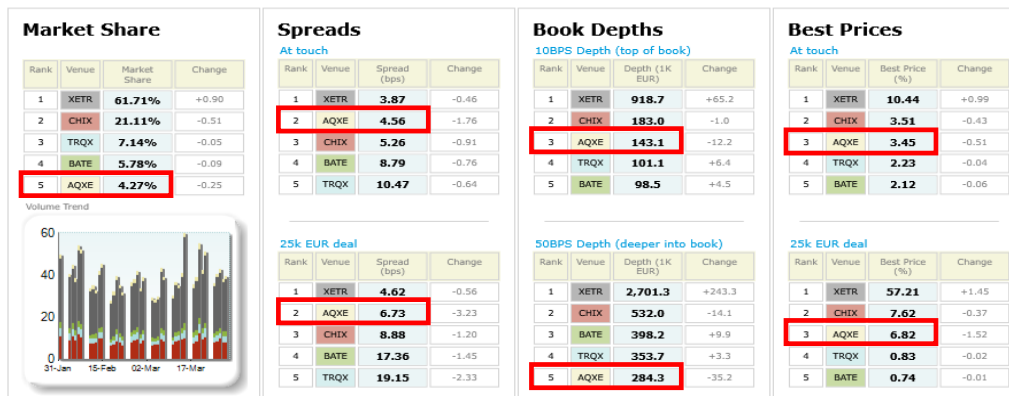 Market Share
Rank Venue Market Share Change
1 XETR 61.71% +0.90
2 CHIX 21.11% -0.51
3 TRQX 7.14% -0.05
4 BATE 5.78% -0.09
5 AQXE 4.27% -0.25
Volume Trend
60
40
20
0
31-Jan 15-Feb 02-Mar 17-Mar
Spreads
At touch
Rank Venue Spread (bps) Change
1 XETR 3.87 -0.46
2 AQXE 4.56 -1.76
3 CHIX 5.26 -0.91
4 BATE 8.79 -0.76
5 TRQX 10.47 -0.64
25k EUR deal
Rank Venue Spread (bps) Change
1 XETR 4.62 -0.56
2 AQXE 6.73 -3.23
3 CHIX 8.88 -1.20
4 BATE 17.36 -1.45
5 TRQX 19.15 -2.33
Book Depths
10BPS Depth (top of book)
Rank Venue Depth (1K EUR) Change
1 XETR 918.7 +65.2
2 CHIX 183.0 -1.0
3 AQXE 143.1 -12.2
4 TRQX 101.1 +6.4
5 BATE 98.5 +4.5
50BPS Depth (deeper into book)
Rank Venue Depth (1K EUR) Change
1 XETR 2,701.3 +243.3
2 CHIX 532.0 -14.1
3 BATE 398.2 +9.9
4 TRQX 353.7 +3.3
5 AQXE 284.3 -35.2
Best Prices
At touch
Rank Venue Best Price (%) Change
1 XETR 10.44 +0.99
2 CHIX 3.51 -0.43
3 AQXE 3.45 -0.51
4 TRQX 2.23 -0.04
5 BATE 2.12 -0.06
25k EUR deal
Rank Venue Best Price (%) Change
1 XETR 57.21 +1.45
2 CHIX 7.62 -0.37
3 AQXE 6.82 -1.52
4 TRQX 0.83 -0.02
5 BATE 0.74 -0.01